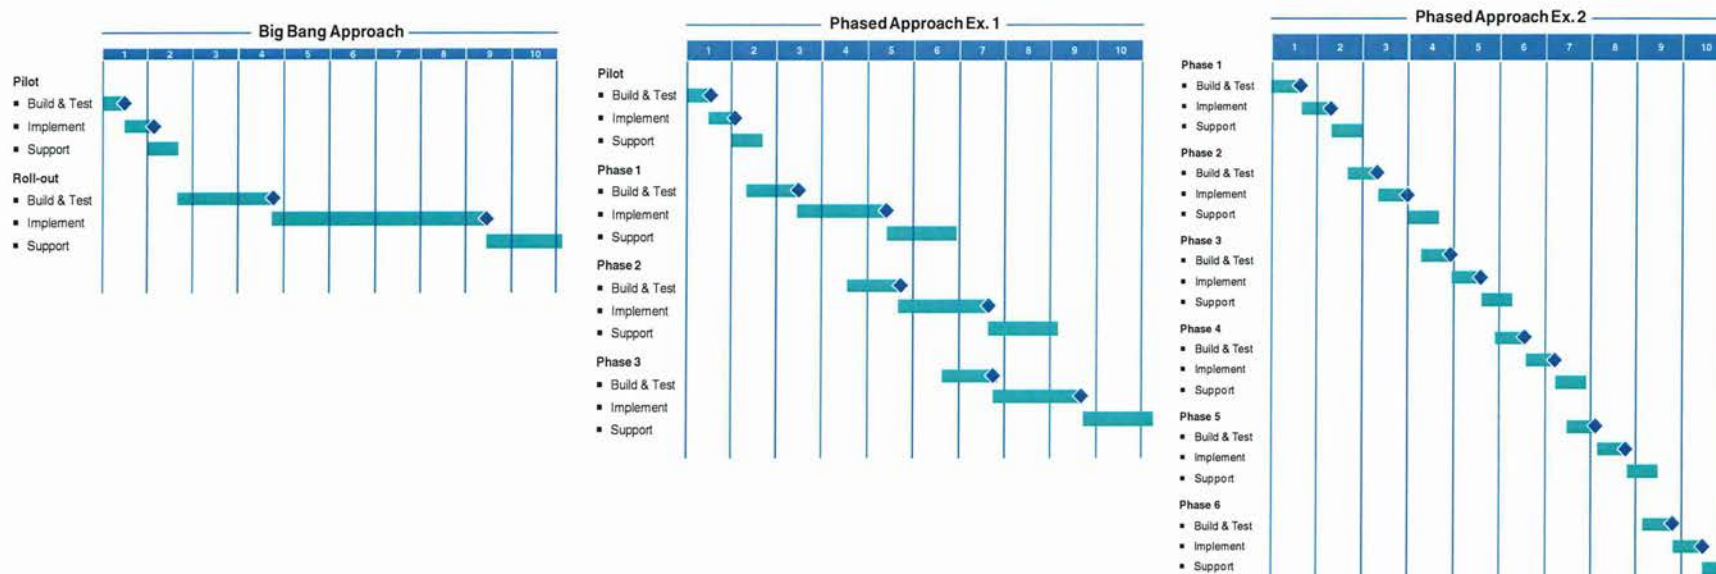 Big Bang Approach
1 2 3 4 5 6 7 8 9 10
Pilot
▪ Build & Test
▪ Implement
▪ Support
Roll-out
▪ Build & Test
▪ Implement
▪ Support
Phased Approach Ex. 1
1 2 3 4 5 6 7 8 9 10
Pilot
▪ Build & Test
▪ Implement
▪ Support
Phase 1
▪ Build & Test
▪ Implement
▪ Support
Phase 2
▪ Build & Test
▪ Implement
▪ Support
Phase 3
▪ Build & Test
▪ Implement
▪ Support
Phased Approach Ex. 2
1 2 3 4 5 6 7 8 9 10
Phase 1
▪ Build & Test
▪ Implement
▪ Support
Phase 2
▪ Build & Test
▪ Implement
▪ Support
Phase 3
▪ Build & Test
▪ Implement
▪ Support
Phase 4
▪ Build & Test
▪ Implement
▪ Support
Phase 5
▪ Build & Test
▪ Implement
▪ Support
Phase 6
▪ Build & Test
▪ Implement
▪ Support